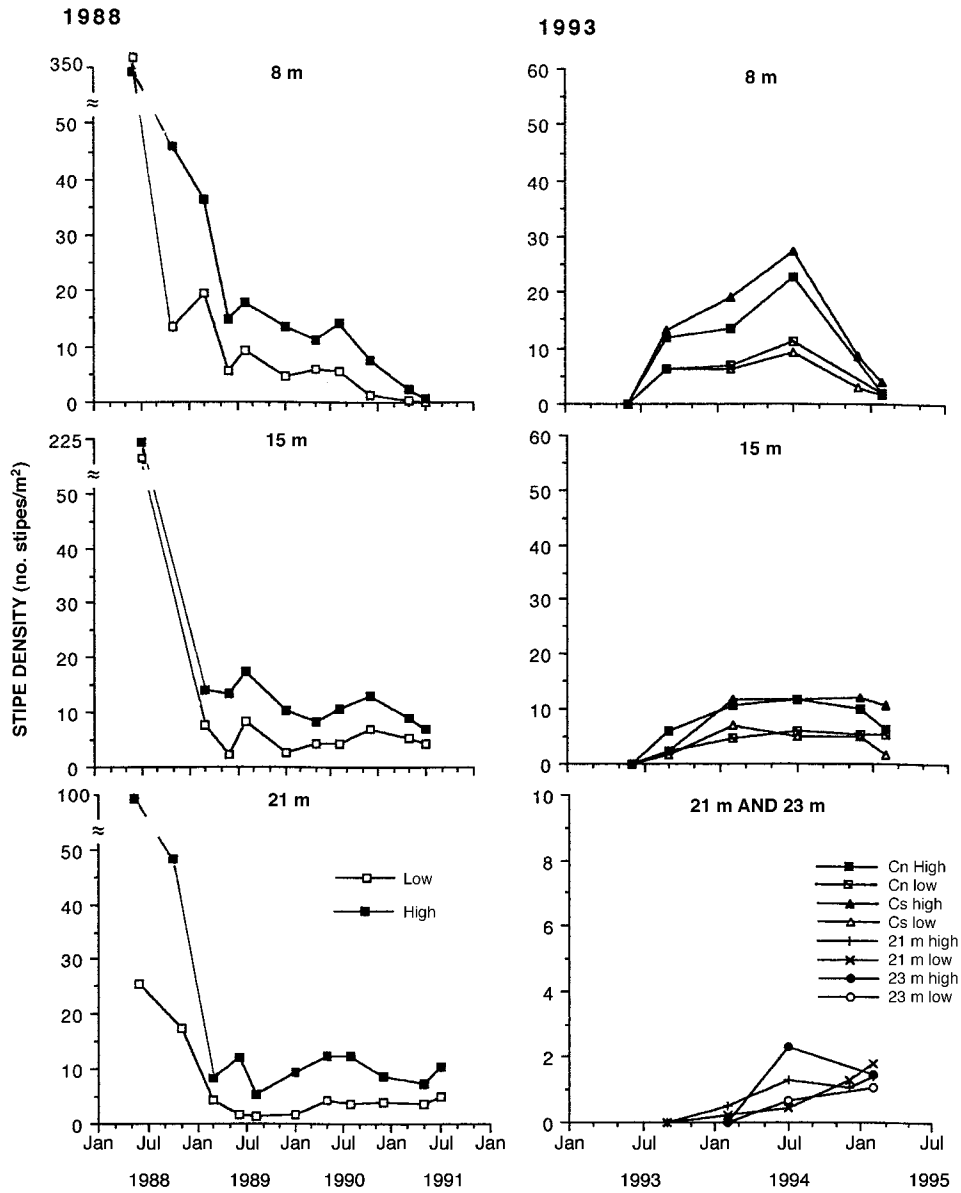 1988
1993
350
8 m
50
40
30
20
10
0
60
8 m
50
40
30
20
10
0
STIPE DENSITY (no. stipes/m²)
225
15 m
50
40
30
20
10
0
60
15 m
50
40
30
20
10
0
100
21 m
50
40
30
20
10
0
Low
High
10
21 m AND 23 m
8
6
4
2
0
Cn High
Cn low
Cs high
Cs low
21 m high
21 m low
23 m high
23 m low
Jan Jul Jan Jul Jan Jul Jan Jul Jan
1988 1989 1990 1991
Jan Jul Jan Jul Jan Jul
1993 1994 1995